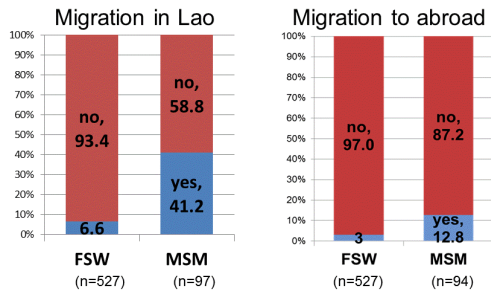 Migration in Lao
100%
90%
80%
70%
60%
50%
40%
30%
20%
10%
0%
no,
93.4
6.6
no,
58.8
yes,
41.2
FSW
MSM
(n=527)
(n=97)
Migration to abroad
100%
90%
80%
70%
60%
50%
40%
30%
20%
10%
0%
no,
97.0
3
no,
87.2
yes,
12.8
FSW
MSM
(n=527)
(n=94)